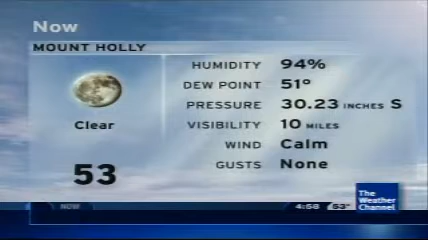 Now
MOUNT HOLLY
Clear
53
HUMIDITY 94%
DEW POINT 51°
PRESSURE 30.23 INCHES S
VISIBILITY 10 MILES
WIND Calm
GUSTS None
NOW 4:58 53°
The
Weather
Channel